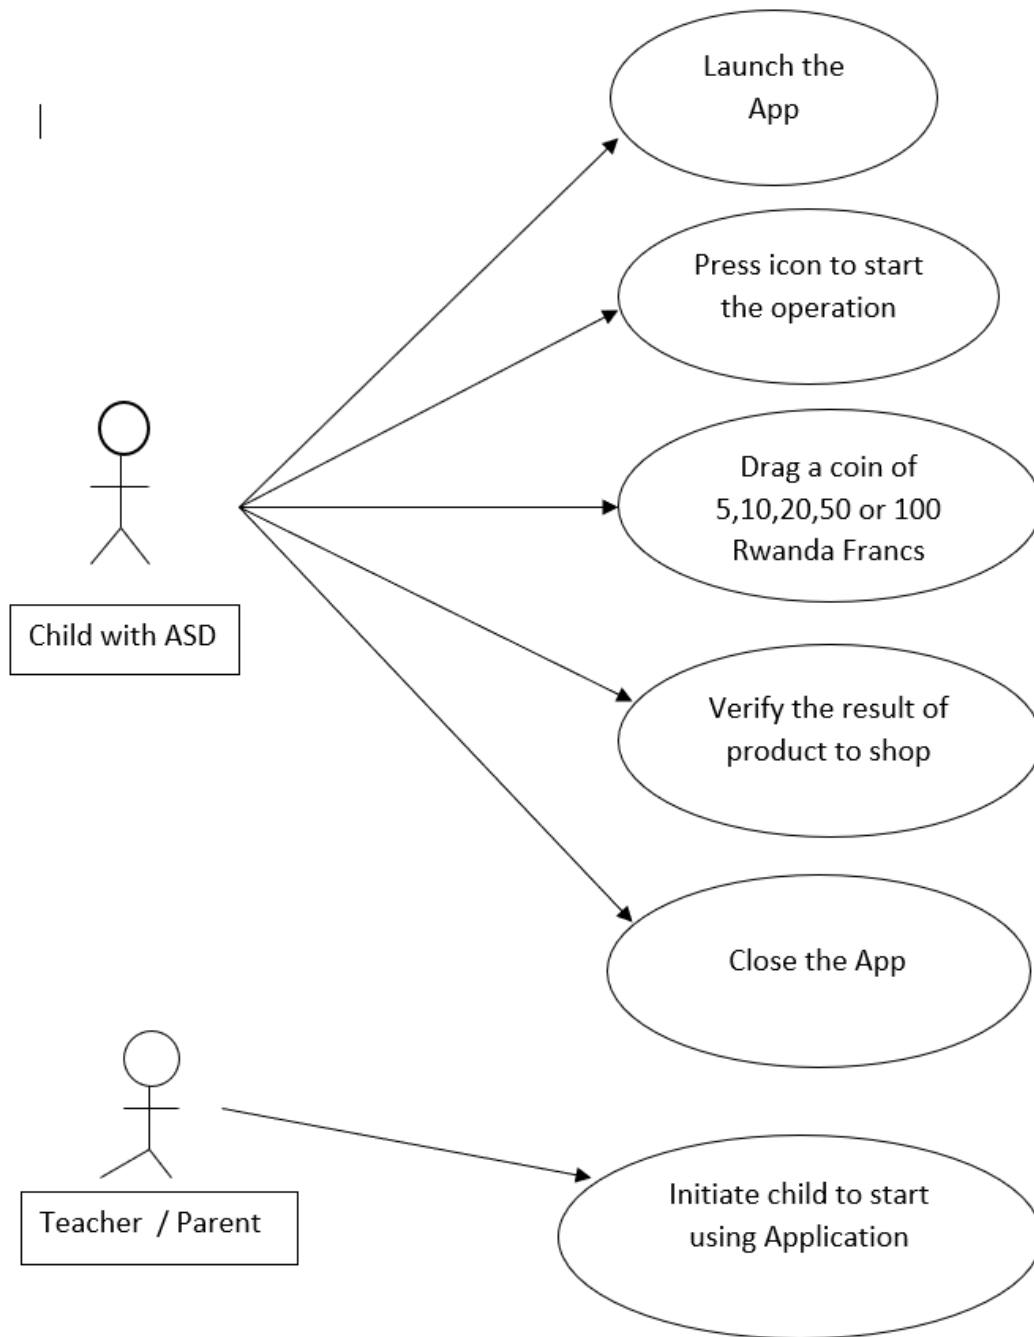 Launch the
App
Press icon to start
the operation
Drag a coin of
5,10,20,50 or 100
Rwanda Francs
Child with ASD
Verify the result of
product to shop
Close the App
Teacher / Parent
Initiate child to start
using Application